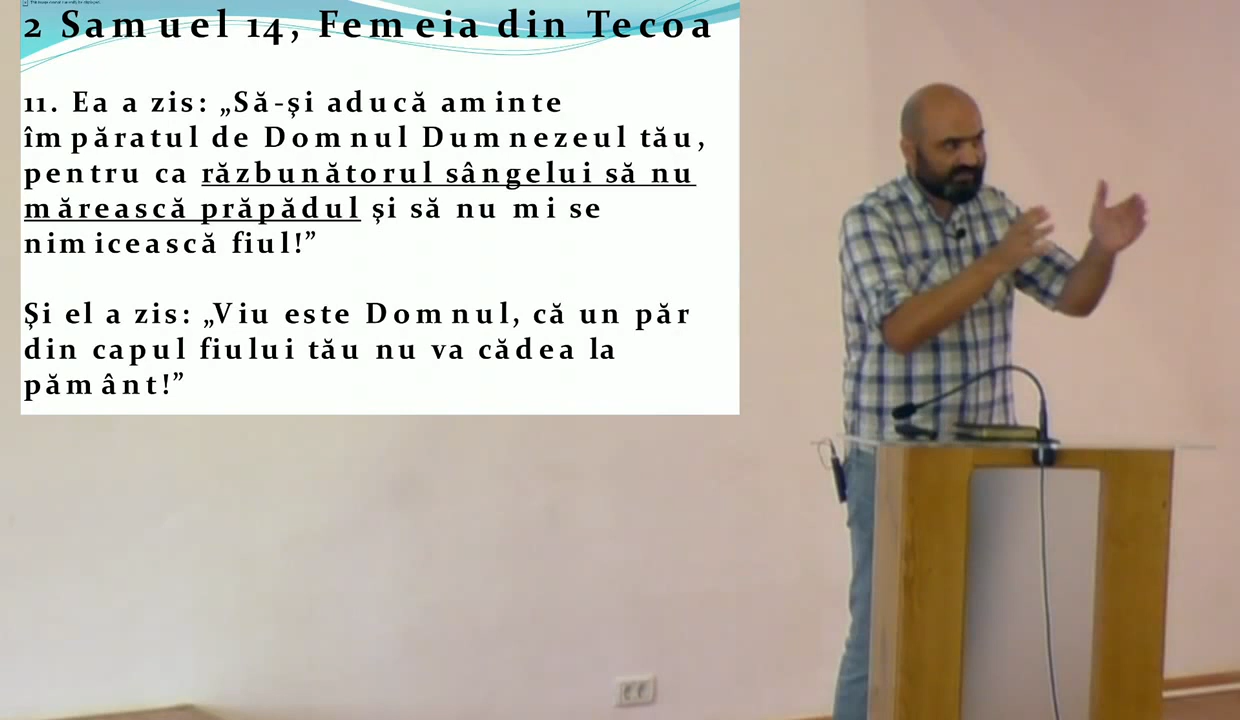 2 Samuel 14, Femeia din Tecoa
11. Ea a zis: „Să-și aducă aminte
împăratul de Domnul Dumnezeul tău,
pentru ca răzbunătorul sângelui să nu
mărească prăpădul și să nu mi se
nimicească fiul!”
Și el a zis: „Viu este Domnul, că un păr
din capul fiului tău nu va cădea la
pământ!”